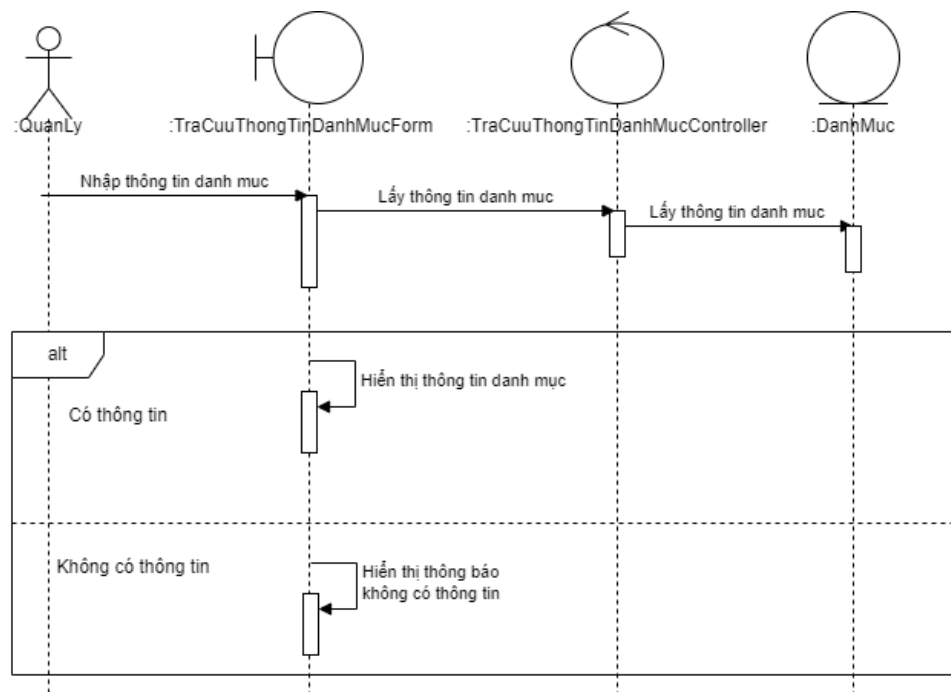 :QuanLy
:TraCuuThongTinDanhMucForm
:TraCuuThongTinDanhMucController
:DanhMuc
Nhập thông tin danh muc
Lấy thông tin danh muc
Lấy thông tin danh muc
alt
Hiển thị thông tin danh mục
Có thông tin
Không có thông tin
Hiển thị thông báo
không có thông tin